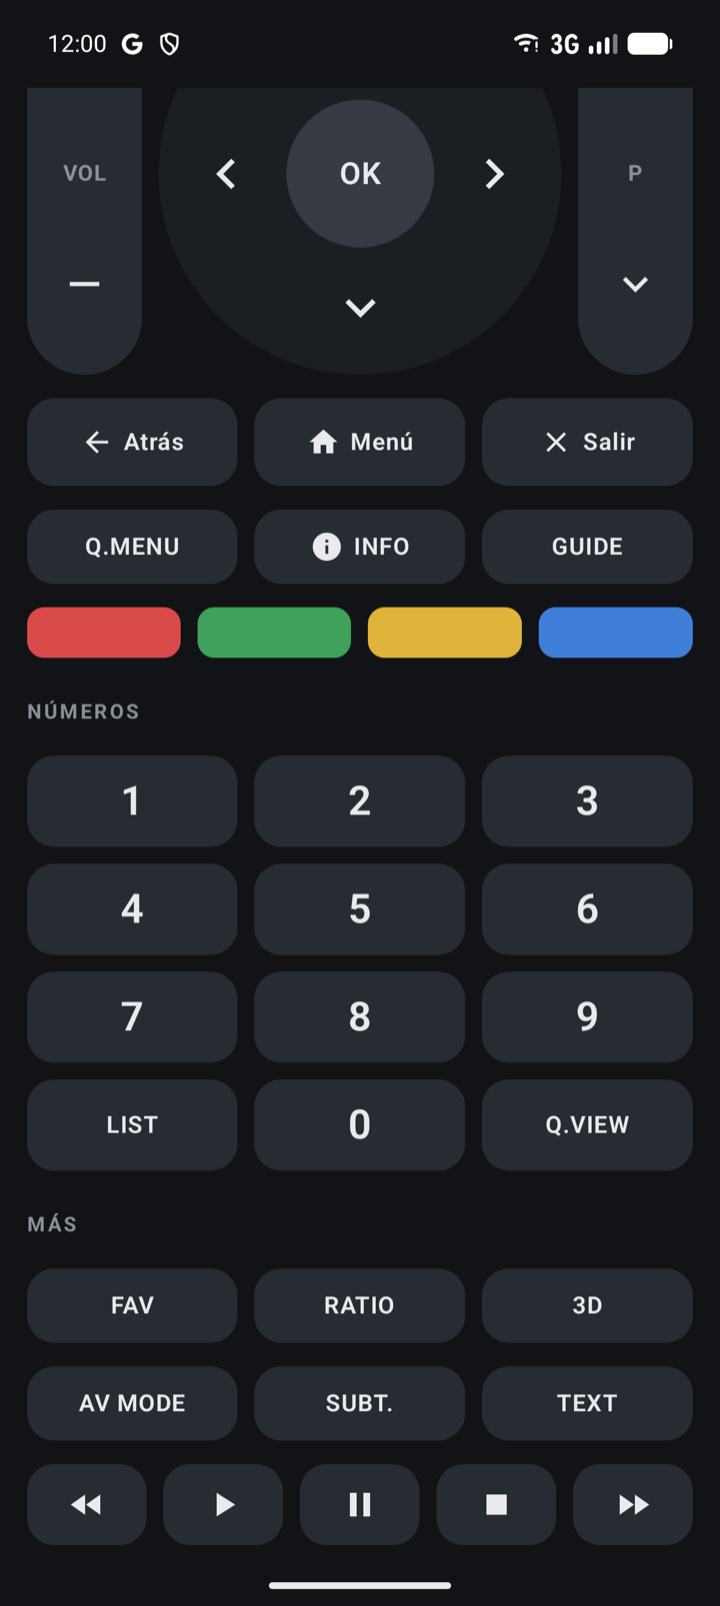 12:00 G 3G
VOL OK P
Atrás Menú Salir
Q.MENU INFO GUIDE
NÚMEROS
1 2 3
4 5 6
7 8 9
LIST 0 Q.VIEW
MÁS
FAV RATIO 3D
AV MODE SUBT. TEXT